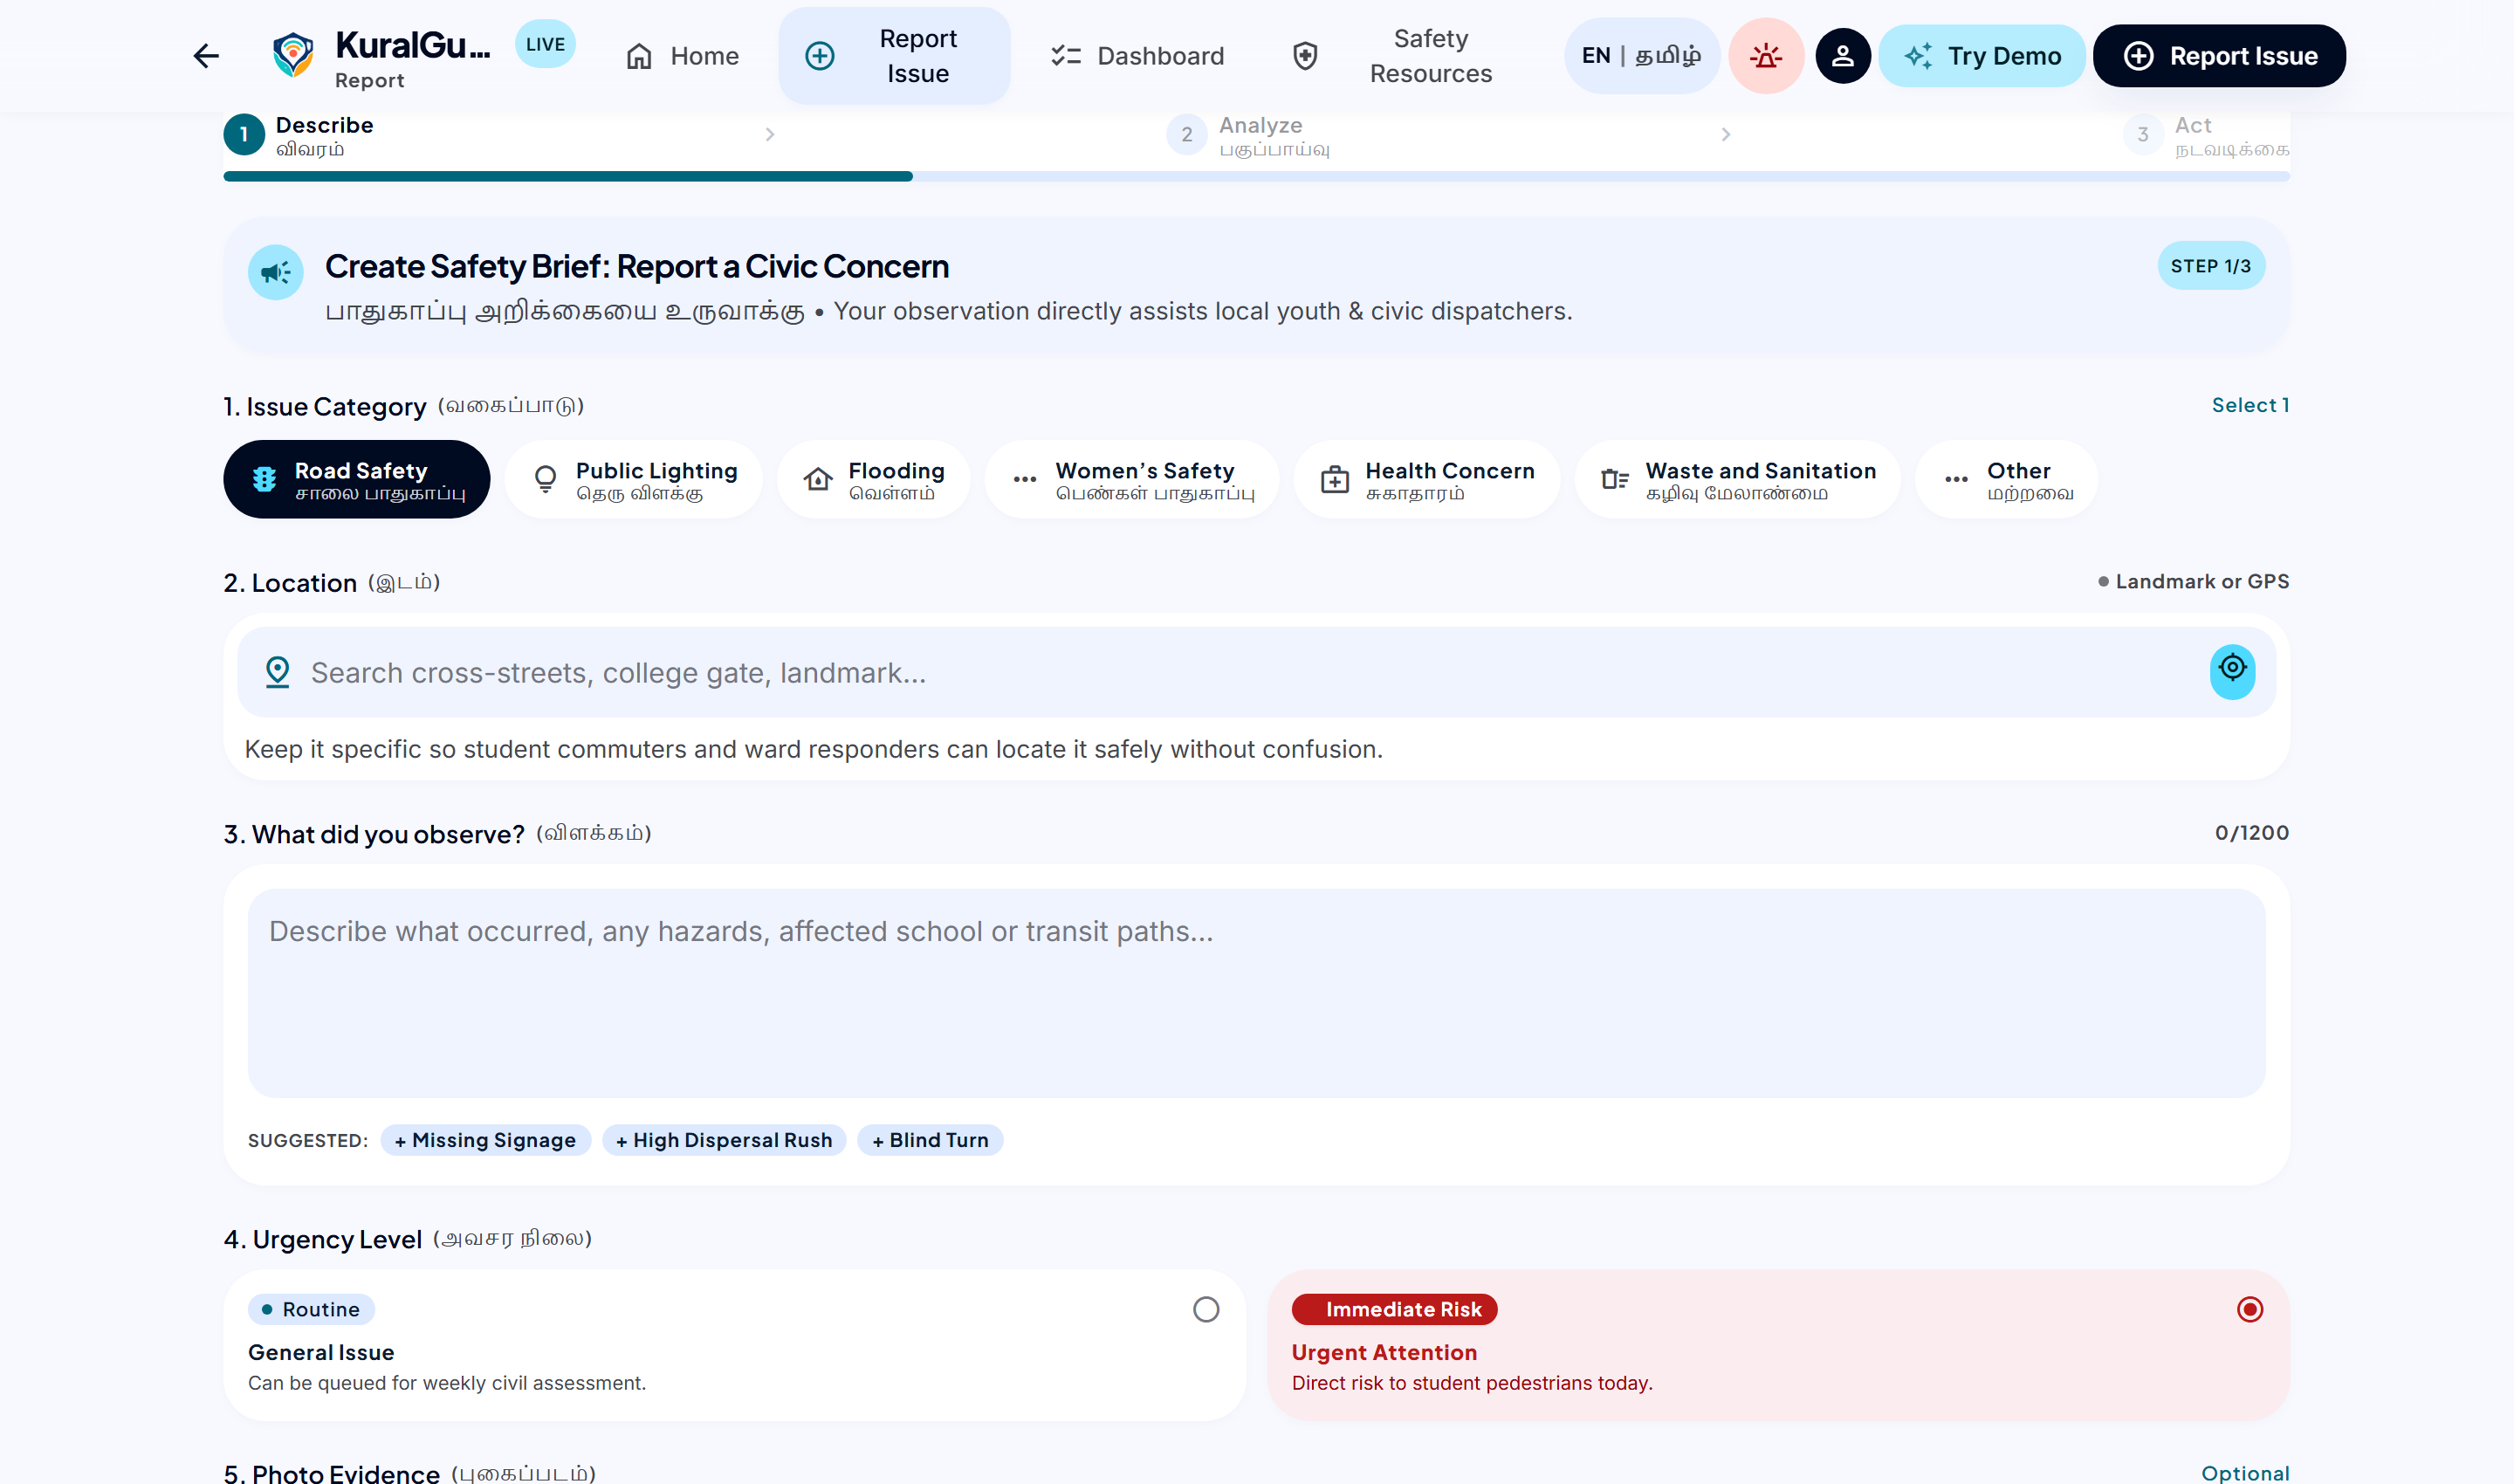 KuralGu...
Report
LIVE
Home
Report
Issue
Dashboard
Safety
Resources
EN | தமிழ்
Try Demo
Report Issue
1
Describe
விவரம்
2
Analyze
பகுப்பாய்வு
3
Act
நடவடிக்கை
Create Safety Brief: Report a Civic Concern
பாதுகாப்பு அறிக்கையை உருவாக்கு • Your observation directly assists local youth & civic dispatchers.
STEP 1/3
1. Issue Category (வகைப்பாடு)
Select 1
Road Safety
சாலை பாதுகாப்பு
Public Lighting
தெரு விளக்கு
Flooding
வெள்ளம்
Women’s Safety
பெண்கள் பாதுகாப்பு
Health Concern
சுகாதாரம்
Waste and Sanitation
கழிவு மேலாண்மை
Other
மற்றவை
2. Location (இடம்)
Landmark or GPS
Search cross-streets, college gate, landmark...
Keep it specific so student commuters and ward responders can locate it safely without confusion.
3. What did you observe? (விளக்கம்)
0/1200
Describe what occurred, any hazards, affected school or transit paths...
SUGGESTED:
+ Missing Signage
+ High Dispersal Rush
+ Blind Turn
4. Urgency Level (அவசர நிலை)
Routine
General Issue
Can be queued for weekly civil assessment.
Immediate Risk
Urgent Attention
Direct risk to student pedestrians today.
5. Photo Evidence (புகைப்படம்)
Optional